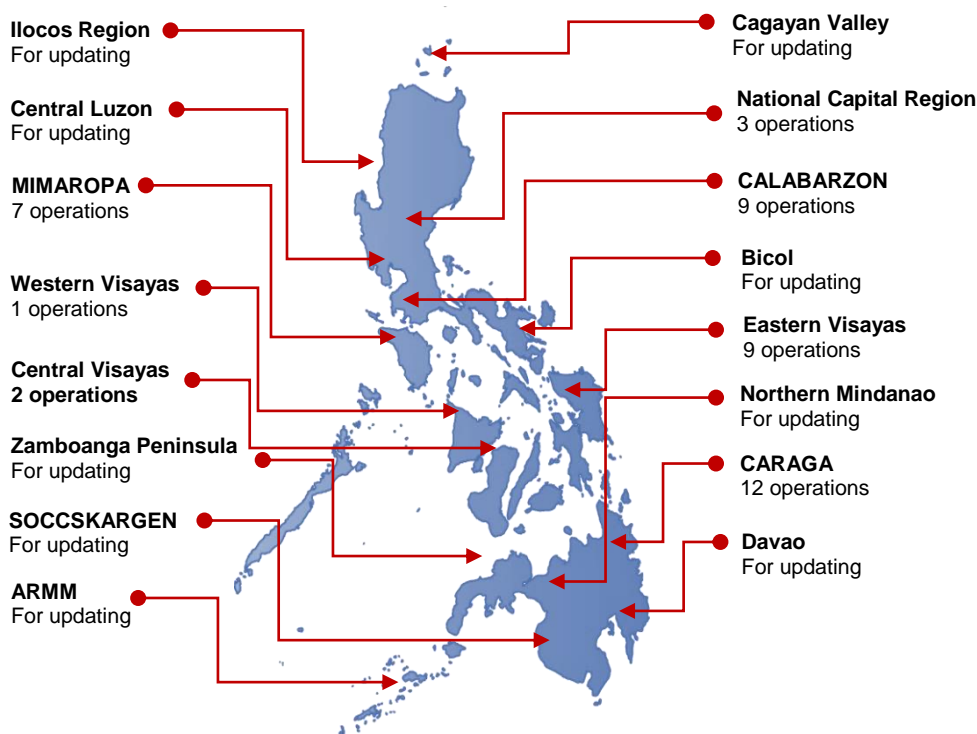 Ilocos Region
For updating
Central Luzon
For updating
MIMAROPA
7 operations
Western Visayas
1 operations
Central Visayas
2 operations
Zamboanga Peninsula
For updating
SOCCSKARGEN
For updating
ARMM
For updating
Cagayan Valley
For updating
National Capital Region
3 operations
CALABARZON
9 operations
Bicol
For updating
Eastern Visayas
9 operations
Northern Mindanao
For updating
CARAGA
12 operations
Davao
For updating